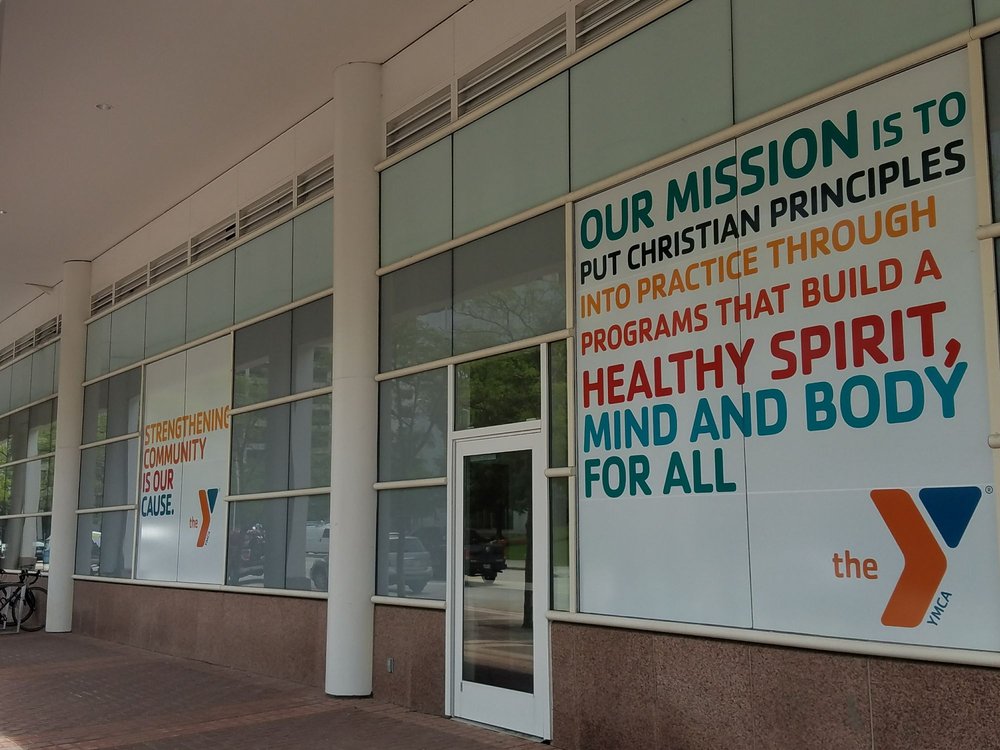 OUR MISSION IS TO
PUT CHRISTIAN PRINCIPLES
INTO PRACTICE THROUGH
PROGRAMS THAT BUILD A
HEALTHY SPIRIT,
MIND AND BODY
FOR ALL
the
YMCA
®
STRENGTHENING
COMMUNITY
IS OUR
CAUSE.
the
YMCA